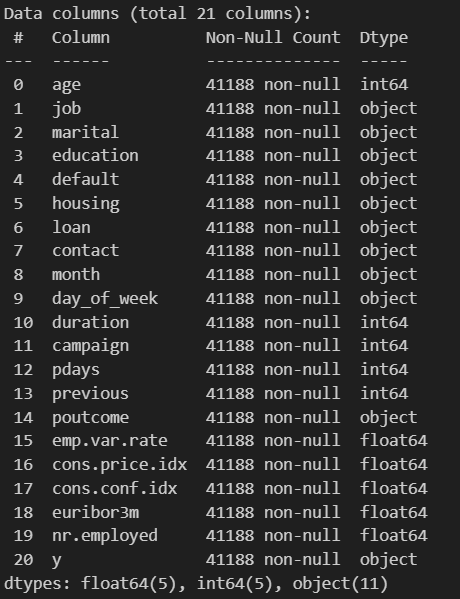 Data columns (total 21 columns):
 #   Column          Non-Null Count  Dtype
---  ------          --------------  -----
 0   age             41188 non-null  int64
 1   job             41188 non-null  object
 2   marital         41188 non-null  object
 3   education       41188 non-null  object
 4   default         41188 non-null  object
 5   housing         41188 non-null  object
 6   loan            41188 non-null  object
 7   contact         41188 non-null  object
 8   month           41188 non-null  object
 9   day_of_week     41188 non-null  object
 10  duration        41188 non-null  int64
 11  campaign        41188 non-null  int64
 12  pdays           41188 non-null  int64
 13  previous        41188 non-null  int64
 14  poutcome        41188 non-null  object
 15  emp.var.rate    41188 non-null  float64
 16  cons.price.idx  41188 non-null  float64
 17  cons.conf.idx   41188 non-null  float64
 18  euribor3m       41188 non-null  float64
 19  nr.employed     41188 non-null  float64
 20  y               41188 non-null  object
dtypes: float64(5), int64(5), object(11)